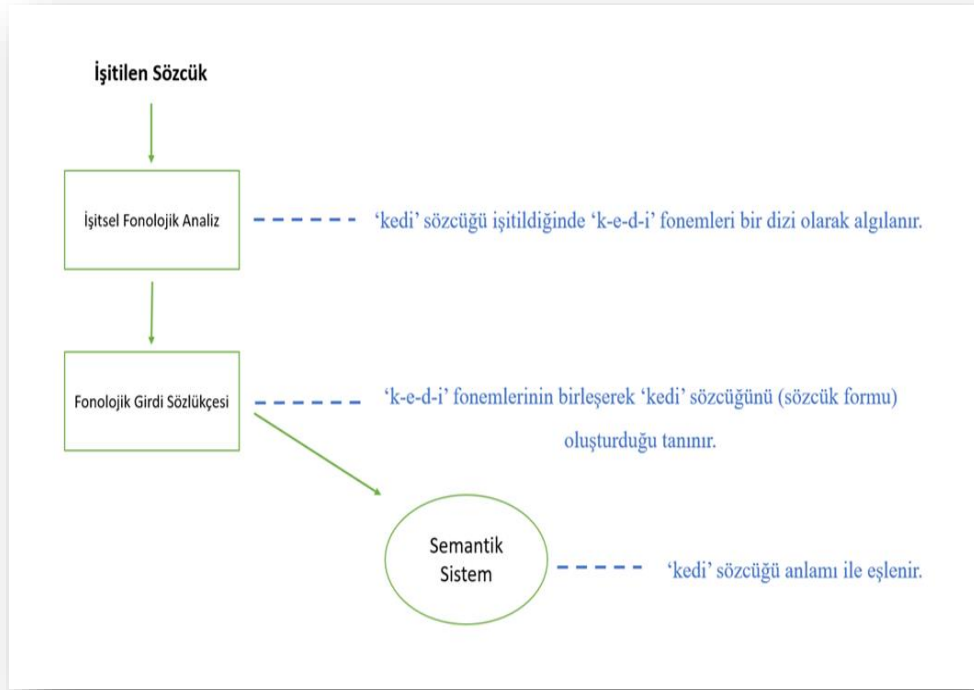 İşitilen Sözcük
İşitsel Fonolojik Analiz
‘kedi’ sözcüğü işitildiğinde ‘k-e-d-i’ fonemleri bir dizi olarak algılanır.
Fonolojik Girdi Sözlükçesi
‘k-e-d-i’ fonemlerinin birleşerek ‘kedi’ sözcüğünü (sözcük formu)
oluşturduğu tanınır.
Semantik
Sistem
‘kedi’ sözcüğü anlamı ile eşlenir.